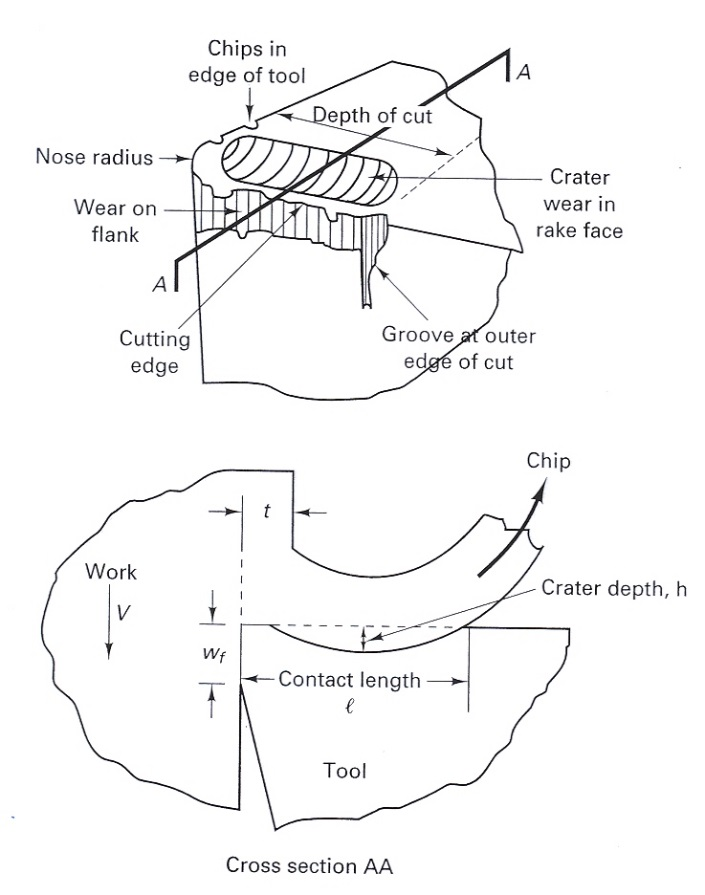 Chips in
edge of tool
A
Depth of cut
Nose radius
Crater
wear in
rake face
Wear on
flank
A
Cutting
edge
Groove at outer
edge of cut
Chip
t
Work
V
Crater depth, h
wf
Contact length
ℓ
Tool
Cross section AA